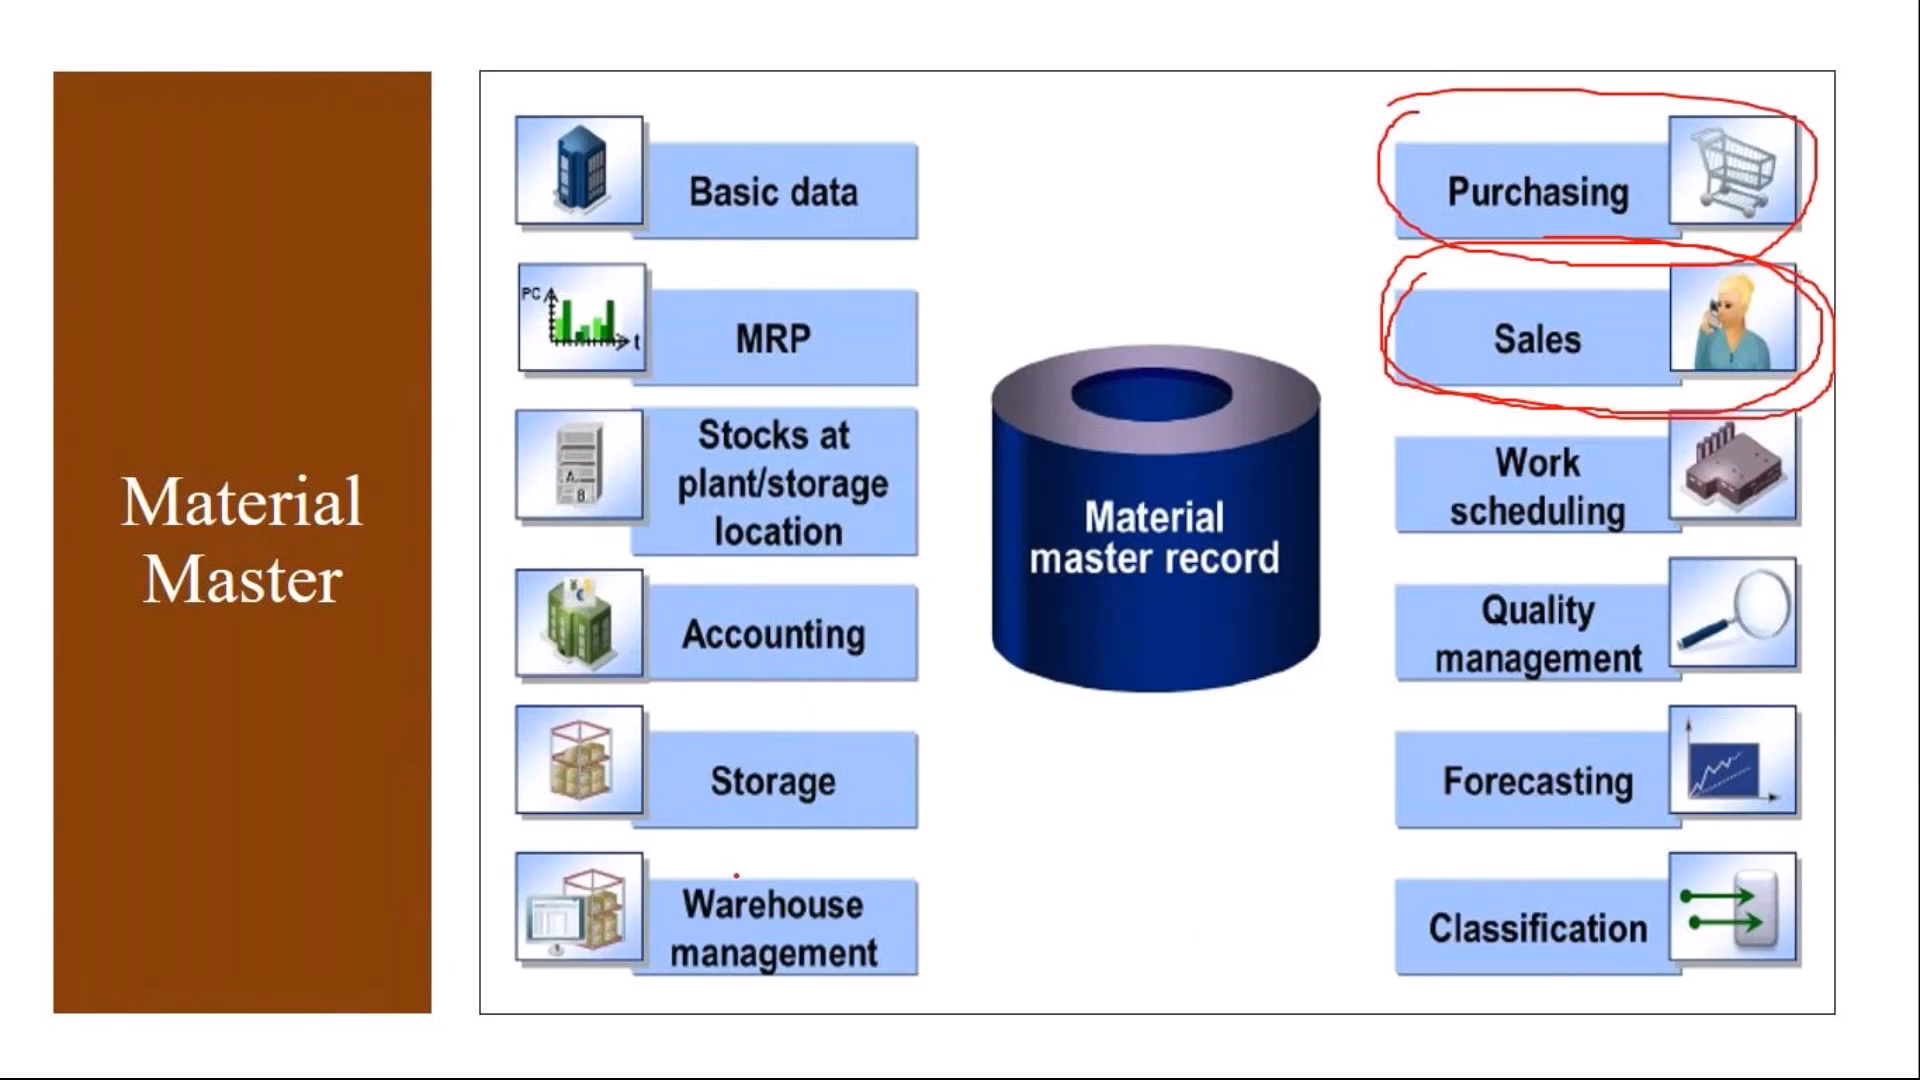 Material
Master
Basic data
PC
t
MRP
Stocks at
plant/storage
location
A
B
Accounting
Storage
Warehouse
management
Material
master record
Purchasing
Sales
Work
scheduling
Quality
management
Forecasting
Classification